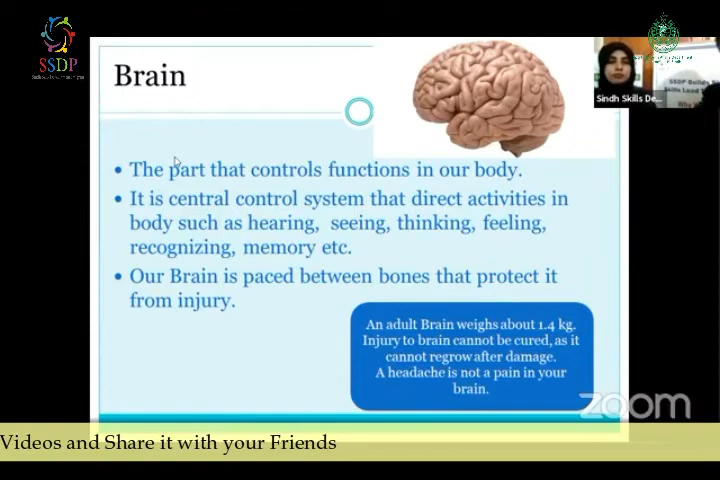 SSDP
Brain
Sindh Skills De...
SSDP Builds
Skills Lead T
• The part that controls functions in our body.
• It is central control system that direct activities in
body such as hearing, seeing, thinking, feeling,
recognizing, memory etc.
• Our Brain is paced between bones that protect it
from injury.
An adult Brain weighs about 1.4 kg.
Injury to brain cannot be cured, as it
cannot regrow after damage.
A headache is not a pain in your
brain.
zoom
Videos and Share it with your Friends